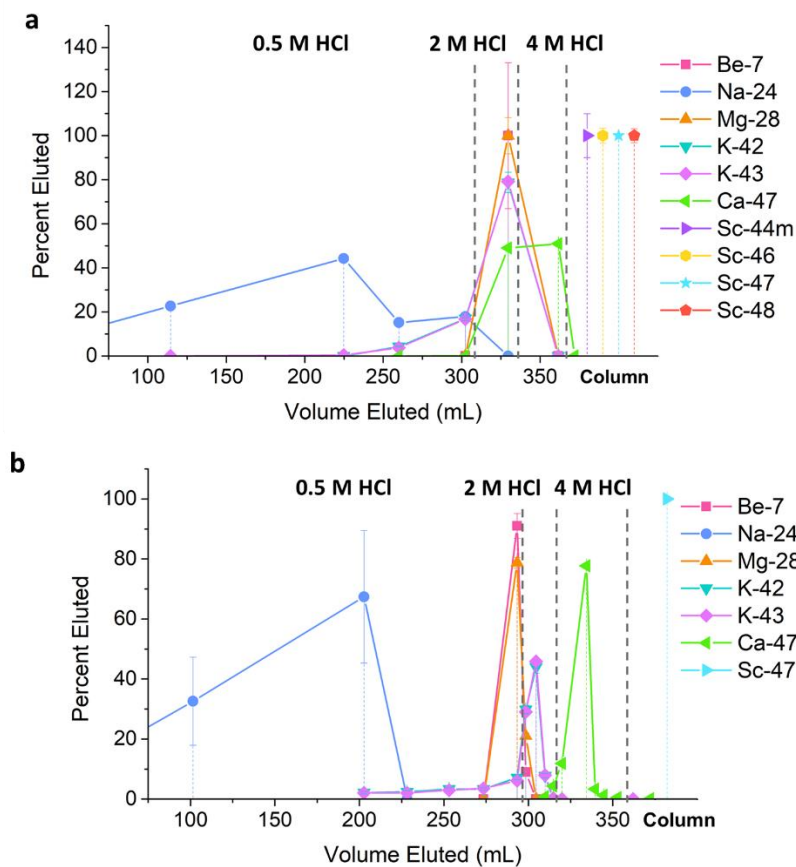 a
0.5 M HCl 2 M HCl 4 M HCl
140
120
100
80
60
40
20
0
Percent Eluted
100 150 200 250 300 350 Column
Volume Eluted (mL)
Be-7
Na-24
Mg-28
K-42
K-43
Ca-47
Sc-44m
Sc-46
Sc-47
Sc-48
b
0.5 M HCl 2 M HCl 4 M HCl
100
80
60
40
20
0
Percent Eluted
100 150 200 250 300 350 Column
Volume Eluted (mL)
Be-7
Na-24
Mg-28
K-42
K-43
Ca-47
Sc-47